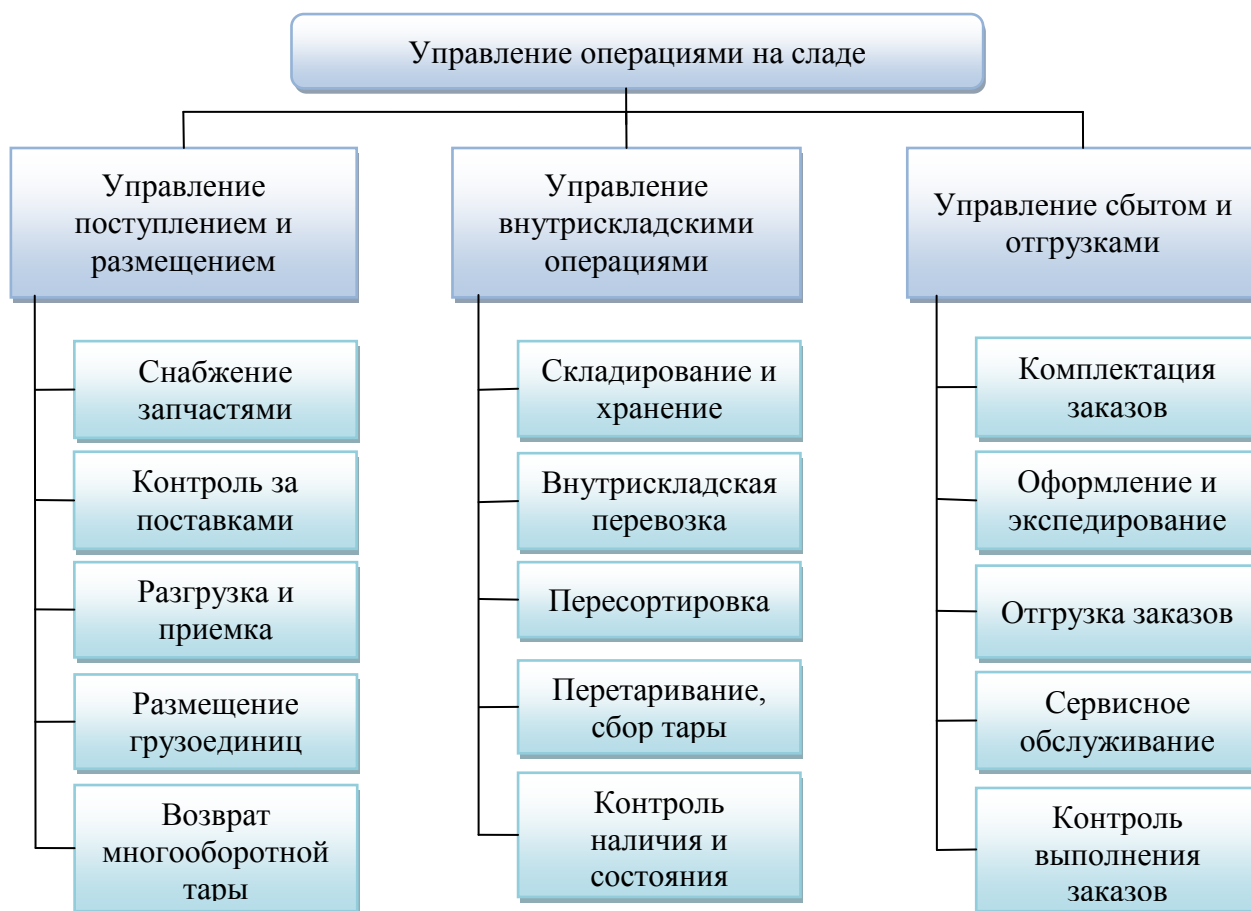 Управление операциями на сладе
Управление
поступлением и
размещением
Снабжение
запчастями
Контроль за
поставками
Разгрузка и
приемка
Размещение
грузоединиц
Возврат
многооборотной
тары
Управление
внутрискладскими
операциями
Складирование и
хранение
Внутрискладская
перевозка
Пересортировка
Перетаривание,
сбор тары
Контроль
наличия и
состояния
Управление сбытом и
отгрузками
Комплектация
заказов
Оформление и
экспедирование
Отгрузка заказов
Сервисное
обслуживание
Контроль
выполнения
заказов